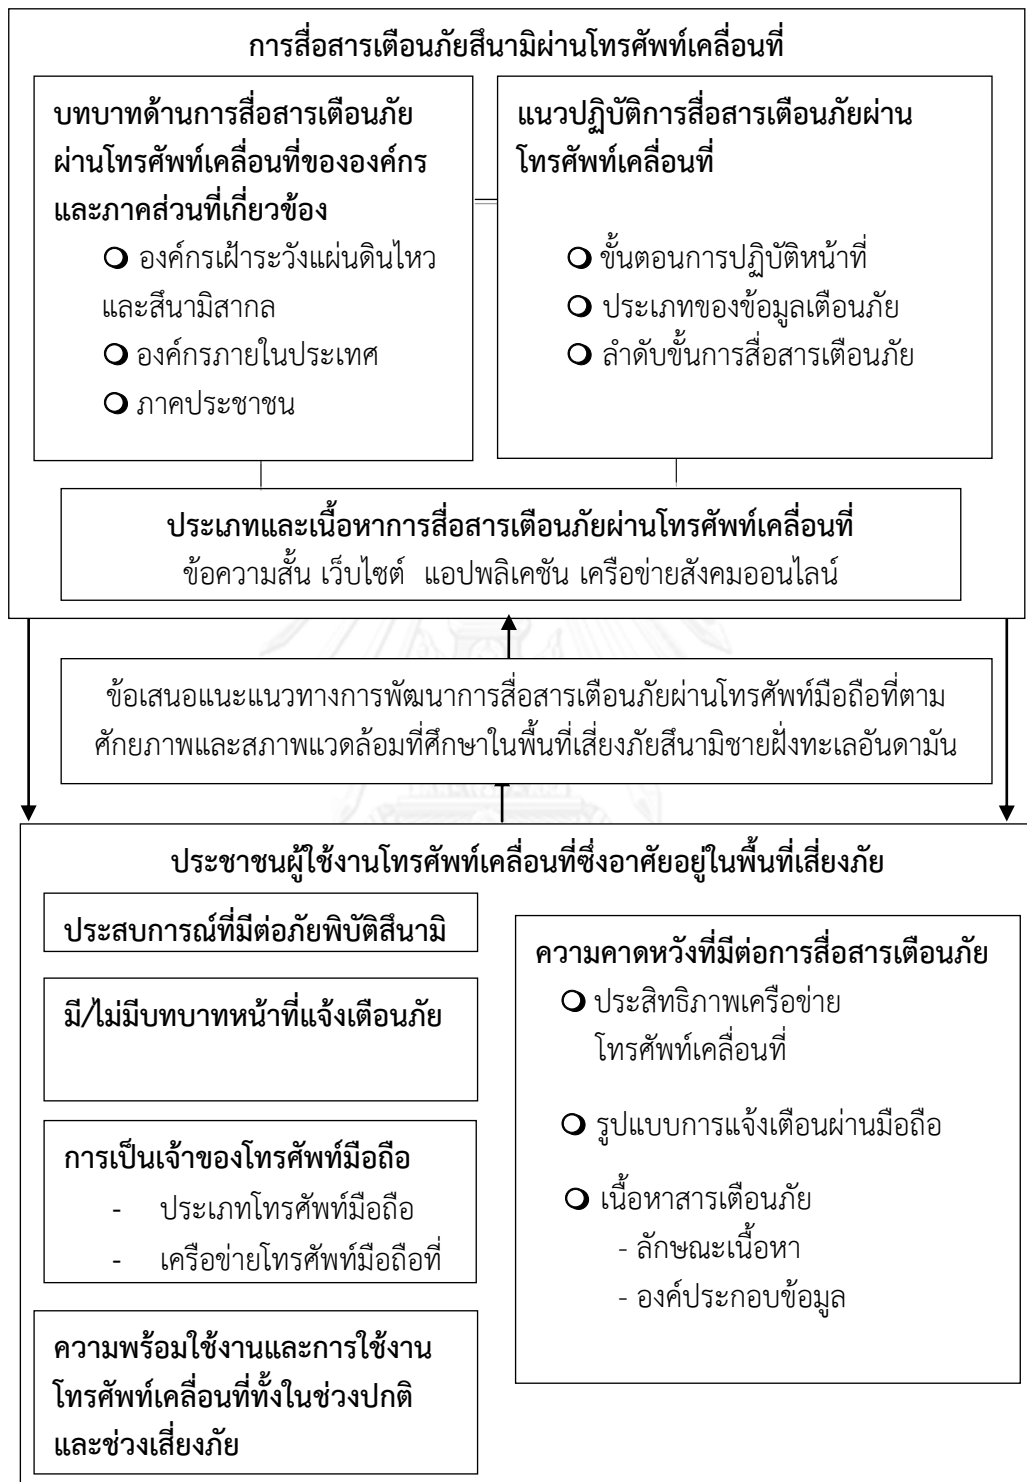 การสื่อสารเตือนภัยสึนามิผ่านโทรศัพท์เคลื่อนที่
บทบาทด้านการสื่อสารเตือนภัย
ผ่านโทรศัพท์เคลื่อนที่ขององค์กร
และภาคส่วนที่เกี่ยวข้อง
องค์กรเฝ้าระวังแผ่นดินไหว
และสึนามิสากล
องค์กรภายในประเทศ
ภาคประชาชน
แนวปฏิบัติการสื่อสารเตือนภัยผ่าน
โทรศัพท์เคลื่อนที่
ขั้นตอนการปฏิบัติหน้าที่
ประเภทของข้อมูลเตือนภัย
ลำดับขั้นการสื่อสารเตือนภัย
ประเภทและเนื้อหาการสื่อสารเตือนภัยผ่านโทรศัพท์เคลื่อนที่
ข้อความสั้น เว็บไซต์ แอปพลิเคชัน เครือข่ายสังคมออนไลน์
ข้อเสนอแนะแนวทางการพัฒนาการสื่อสารเตือนภัยผ่านโทรศัพท์มือถือที่ตาม
ศักยภาพและสภาพแวดล้อมที่ศึกษาในพื้นที่เสี่ยงภัยสึนามิชายฝั่งทะเลอันดามัน
ประชาชนผู้ใช้งานโทรศัพท์เคลื่อนที่ซึ่งอาศัยอยู่ในพื้นที่เสี่ยงภัย
ประสบการณ์ที่มีต่อภัยพิบัติสึนามิ
มี/ไม่มีบทบาทหน้าที่แจ้งเตือนภัย
การเป็นเจ้าของโทรศัพท์มือถือ
- ประเภทโทรศัพท์มือถือ
- เครือข่ายโทรศัพท์มือถือที่
ความพร้อมใช้งานและการใช้งาน
โทรศัพท์เคลื่อนที่ทั้งในช่วงปกติ
และช่วงเสี่ยงภัย
ความคาดหวังที่มีต่อการสื่อสารเตือนภัย
ประสิทธิภาพเครือข่าย
โทรศัพท์เคลื่อนที่
รูปแบบการแจ้งเตือนผ่านมือถือ
เนื้อหาสารเตือนภัย
- ลักษณะเนื้อหา
- องค์ประกอบข้อมูล